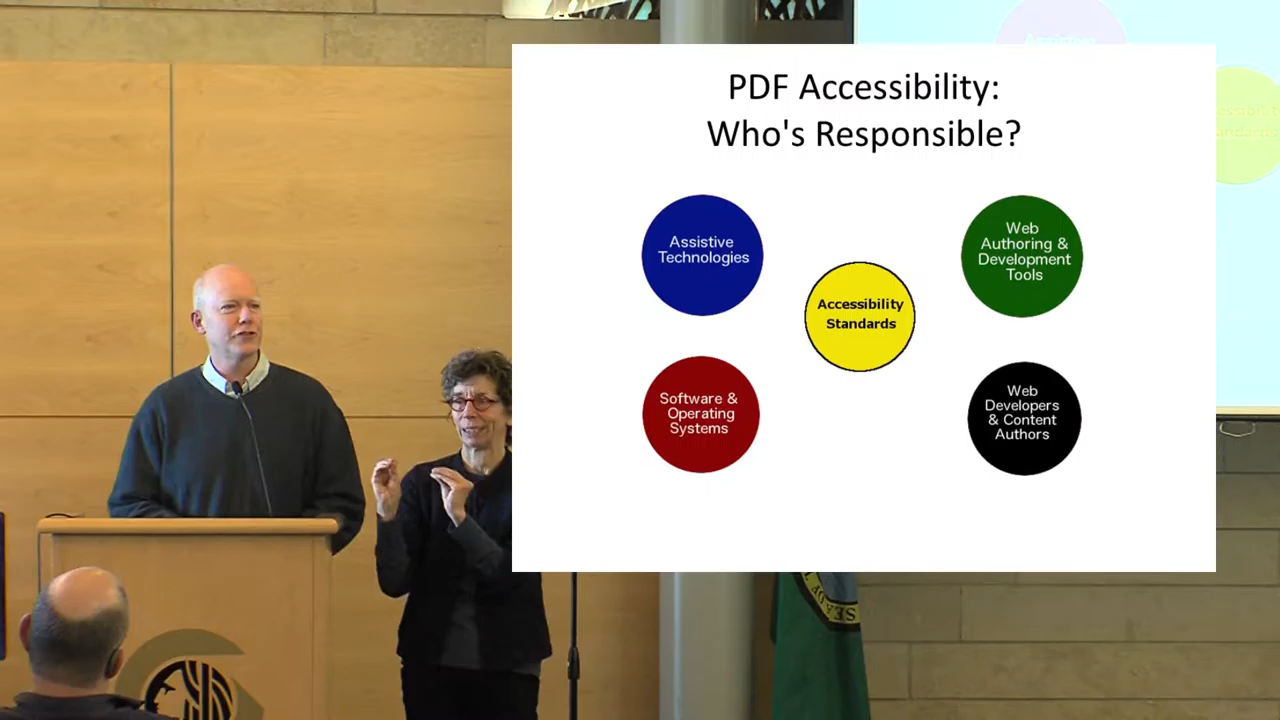 PDF Accessibility:
Who's Responsible?
Assistive
Technologies
Web
Authoring &
Development
Tools
Accessibility
Standards
Software &
Operating
Systems
Web
Developers
& Content
Authors